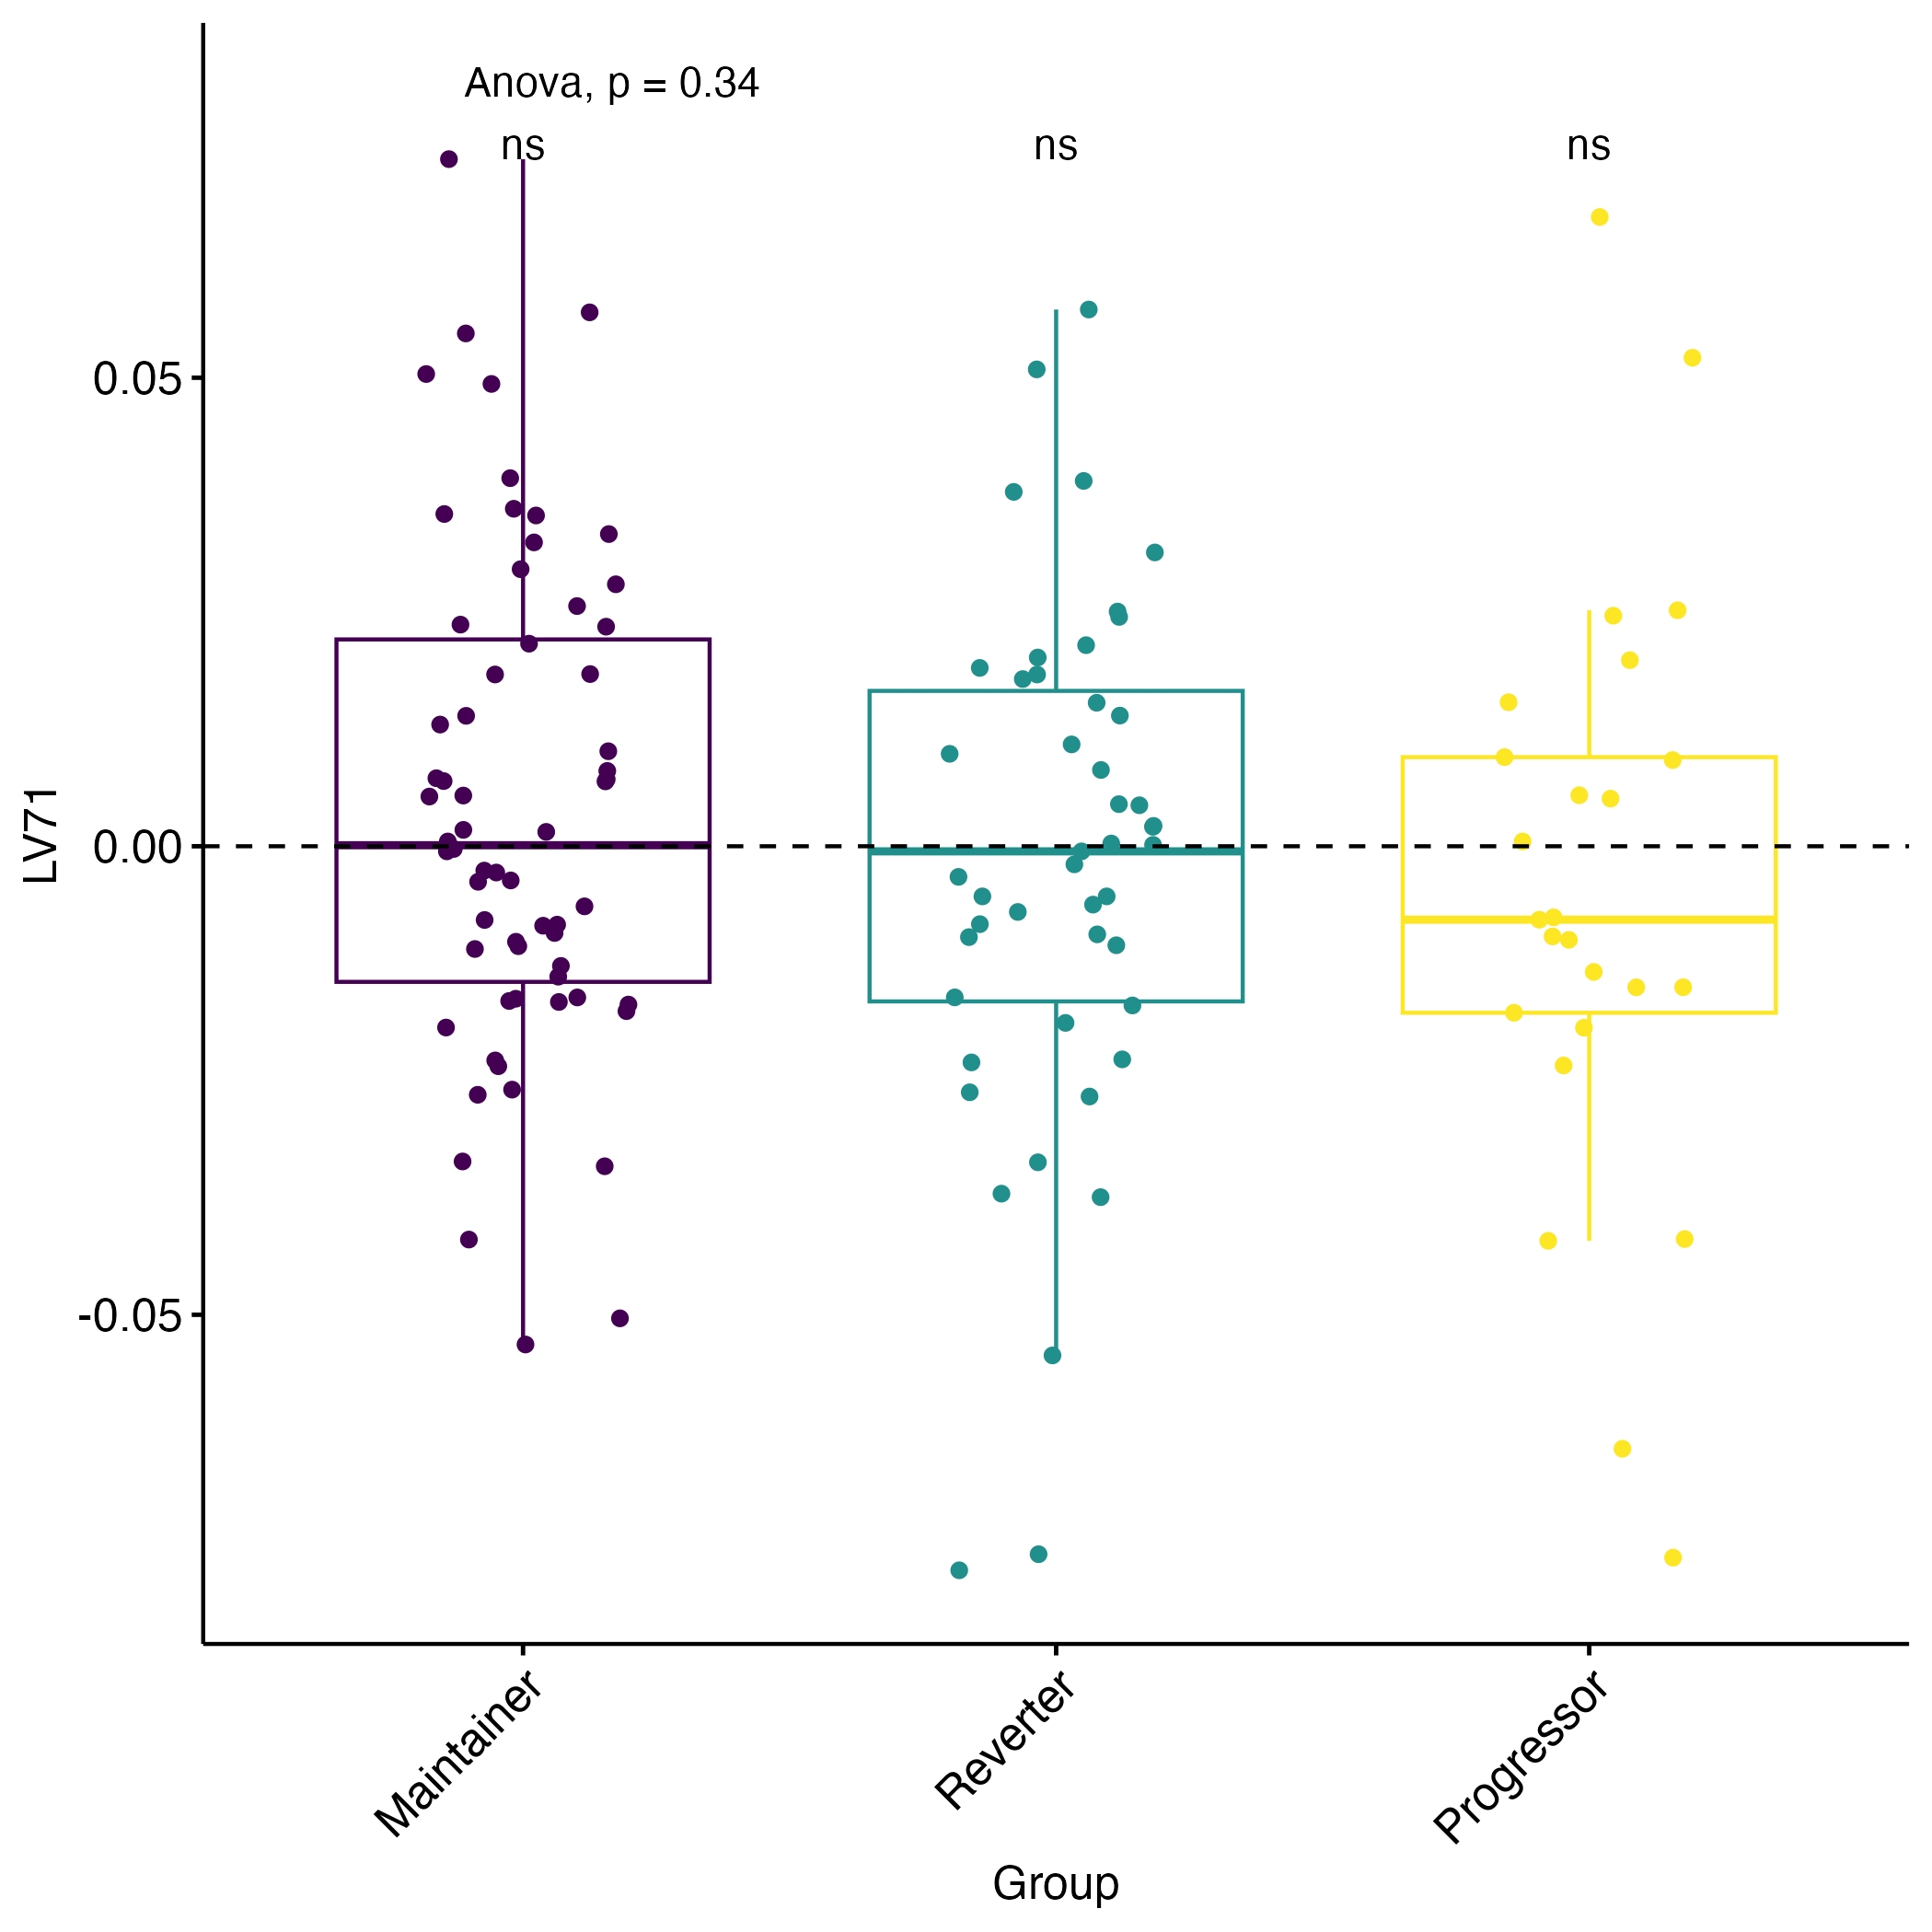 Anova, p = 0.34
ns ns ns
0.05
0.00
-0.05
LV71
Maintainer Reverter Progressor
Group